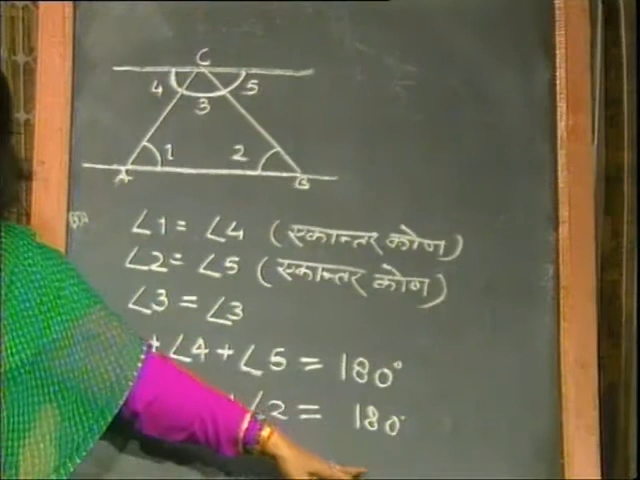 C
4 3 5
1 2
A B
∠1 = ∠4 (एकान्तर कोण)
∠2 = ∠5 (एकान्तर कोण)
∠3 = ∠3
+ ∠4 + ∠5 = 180°
∠2 = 180°